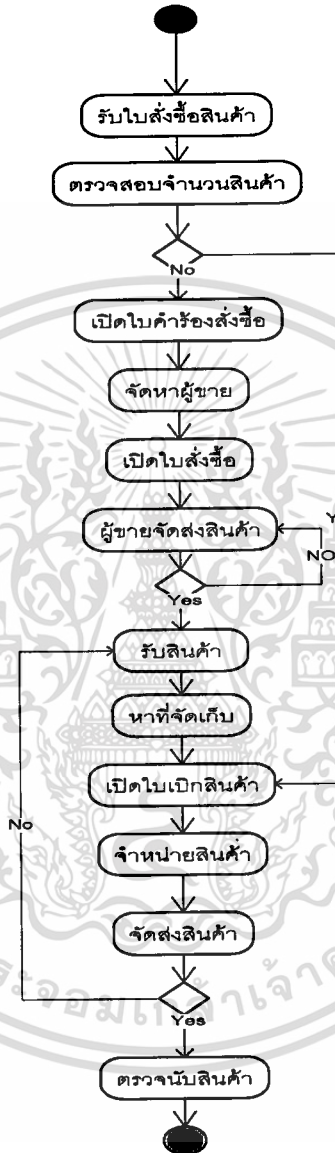 รับใบสั่งซื้อสินค้า
ตรวจสอบจำนวนสินค้า
No
เปิดใบคำร้องสั่งซื้อ
จัดหาผู้ขาย
เปิดใบสั่งซื้อ
Y
ผู้ขายจัดส่งสินค้า
NO
Yes
รับสินค้า
หาที่จัดเก็บ
เปิดใบเบิกสินค้า
No
จำหน่ายสินค้า
จัดส่งสินค้า
Yes
ตรวจนับสินค้า